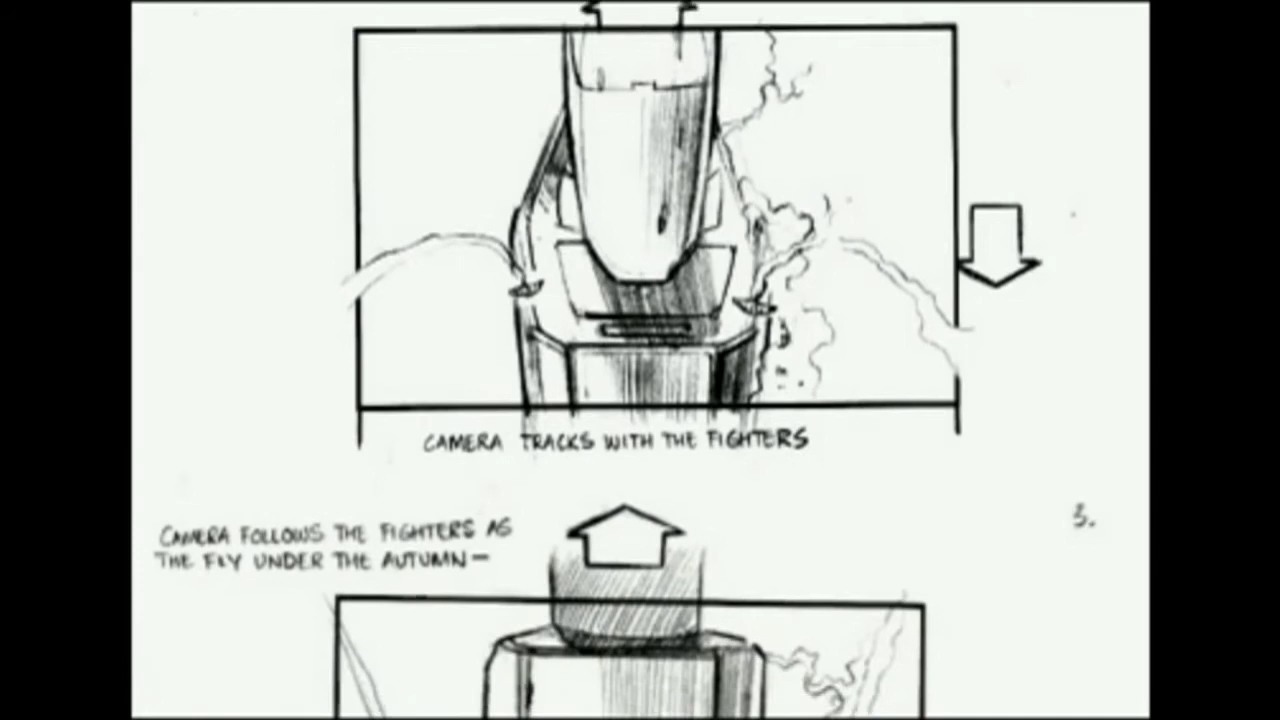 CAMERA TRACKS WITH THE FIGHTERS
3.
CAMERA FOLLOWS THE FIGHTERS AS
THE FLY UNDER THE AUTUMN—